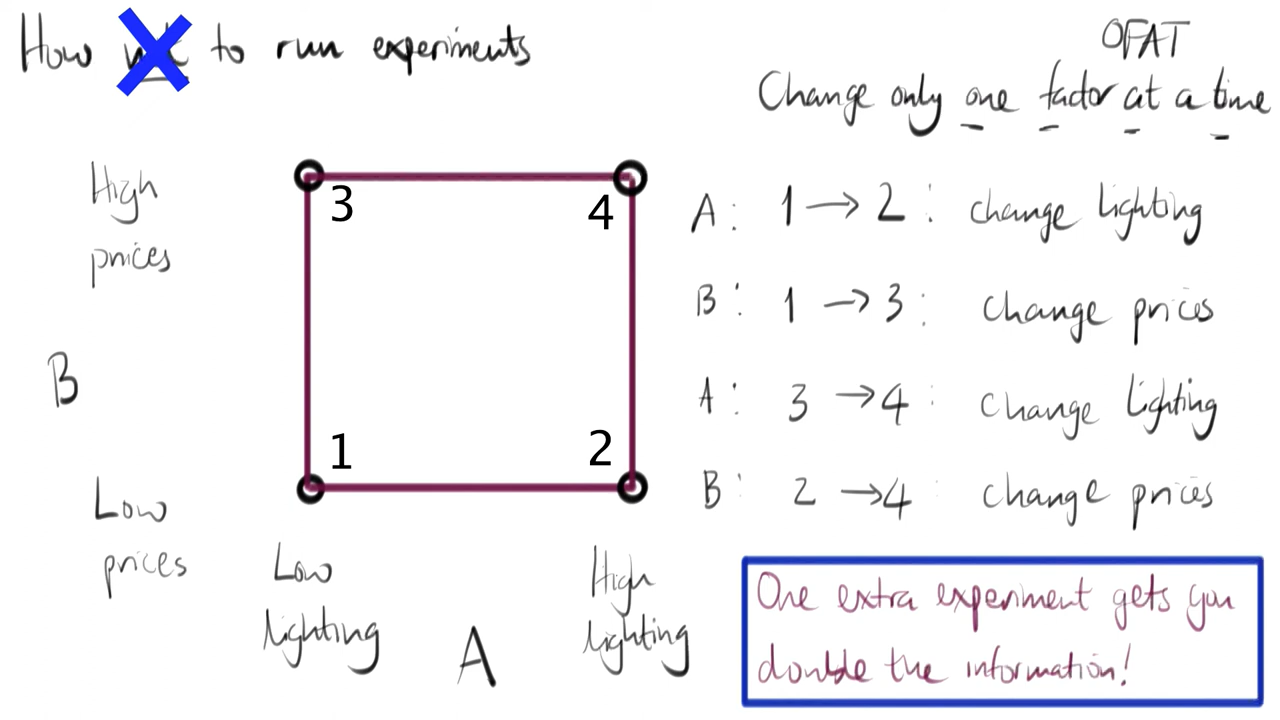 How not to run experiments
OFAT
Change only one factor at a time
High
prices
3
4
A: 1 → 2: change lighting
B: 1 → 3: change prices
B
A: 3 → 4: change lighting
1
2
B: 2 → 4: change prices
Low
prices
Low
lighting
A
High
lighting
One extra experiment gets you
double the information!